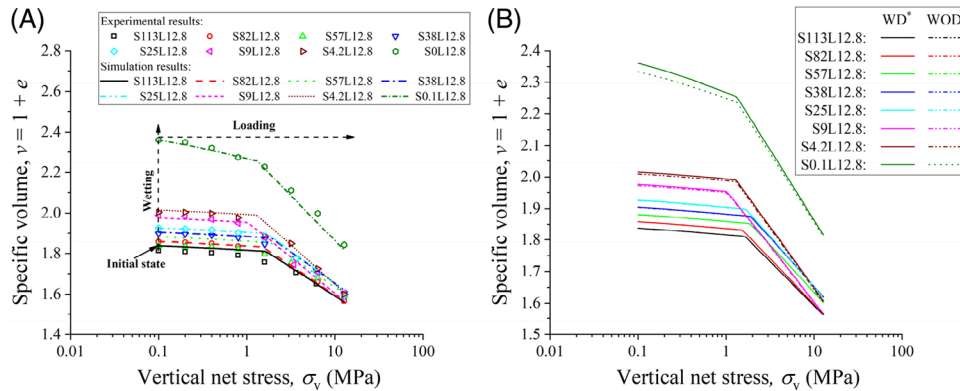 (A)
Experimental results:
S113L12.8 S82L12.8 S57L12.8 S38L12.8
S25L12.8 S9L12.8 S4.2L12.8 S0L12.8
Simulation results:
S113L12.8 S82L12.8 S57L12.8 S38L12.8
S25L12.8 S9L12.8 S4.2L12.8 S0.1L12.8
Loading
Wetting
Initial state
Specific volume, v = 1 + e
2.6
2.4
2.2
2.0
1.8
1.6
1.4
0.01 0.1 1 10 100
Vertical net stress, σv (MPa)
(B)
WD* WOD
S113L12.8:
S82L12.8:
S57L12.8:
S38L12.8:
S25L12.8:
S9L12.8:
S4.2L12.8:
S0.1L12.8:
Specific volume, v = 1 + e
2.4
2.3
2.2
2.1
2.0
1.9
1.8
1.7
1.6
1.5
0.01 0.1 1 10 100
Vertical net stress, σv (MPa)